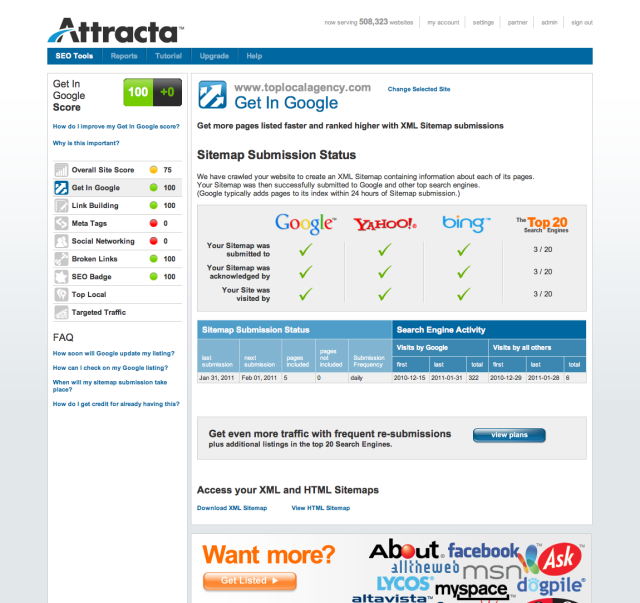 Attracta™
now serving 508,323 websites | my account | settings | partner | admin | sign out
SEO Tools | Reports | Tutorial | Upgrade | Help
Get In
Google
Score
100 +0
How do I improve my Get In Google score?
Why is this important?
Overall Site Score 75
Get In Google 100
Link Building 100
Meta Tags 0
Social Networking 0
Broken Links 100
SEO Badge 100
Top Local
Targeted Traffic
FAQ
How soon will Google update my listing?
How can I check on my Google listing?
When will my sitemap submission take
place?
How do I get credit for already having this?
www.toplocalagency.com Change Selected Site
Get In Google
Get more pages listed faster and ranked higher with XML Sitemap submissions
Sitemap Submission Status
We have crawled your website to create an XML Sitemap containing information about each of its pages.
Your Sitemap was then successfully submitted to Google and other top search engines.
(Google typically adds pages to its index within 24 hours of Sitemap submission.)
Google™ YAHOO!® bing™ The Top 20 Search Engines
Your Sitemap was
submitted to ✓ ✓ ✓ 3 / 20
Your Sitemap was
acknowledged by ✓ ✓ ✓ 3 / 20
Your Site was
visited by ✓ ✓ ✓ 3 / 20
Sitemap Submission Status Search Engine Activity
Visits by Google Visits by all others
last submission next submission pages included pages not included Submission Frequency first last total first last total
Jan 31, 2011 Feb 01, 2011 5 0 daily 2010-12-15 2011-01-31 322 2010-12-29 2011-01-28 6
Get even more traffic with frequent re-submissions view plans
plus additional listings in the top 20 Search Engines.
Access your XML and HTML Sitemaps
Download XML Sitemap View HTML Sitemap
Want more?
Get Listed
About. facebook Ask
alltheweb msn
LYCOS myspace dogpile
altavista